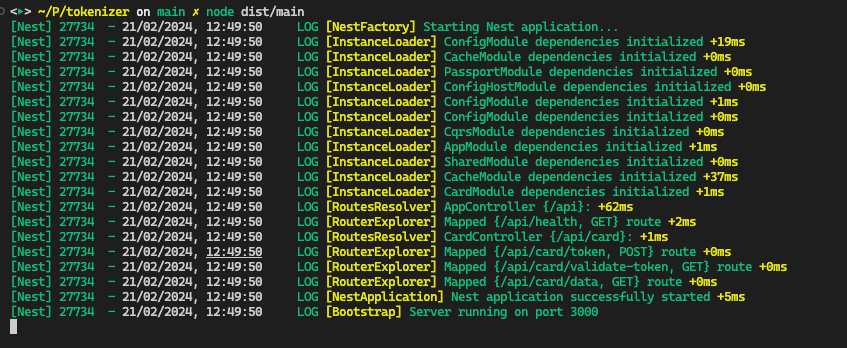 <•> ~/P/tokenizer on main ✗ node dist/main
[Nest] 27734  - 21/02/2024, 12:49:50     LOG [NestFactory] Starting Nest application...
[Nest] 27734  - 21/02/2024, 12:49:50     LOG [InstanceLoader] ConfigModule dependencies initialized +19ms
[Nest] 27734  - 21/02/2024, 12:49:50     LOG [InstanceLoader] CacheModule dependencies initialized +0ms
[Nest] 27734  - 21/02/2024, 12:49:50     LOG [InstanceLoader] PassportModule dependencies initialized +0ms
[Nest] 27734  - 21/02/2024, 12:49:50     LOG [InstanceLoader] ConfigHostModule dependencies initialized +0ms
[Nest] 27734  - 21/02/2024, 12:49:50     LOG [InstanceLoader] ConfigModule dependencies initialized +1ms
[Nest] 27734  - 21/02/2024, 12:49:50     LOG [InstanceLoader] ConfigModule dependencies initialized +0ms
[Nest] 27734  - 21/02/2024, 12:49:50     LOG [InstanceLoader] CqrsModule dependencies initialized +0ms
[Nest] 27734  - 21/02/2024, 12:49:50     LOG [InstanceLoader] AppModule dependencies initialized +1ms
[Nest] 27734  - 21/02/2024, 12:49:50     LOG [InstanceLoader] SharedModule dependencies initialized +0ms
[Nest] 27734  - 21/02/2024, 12:49:50     LOG [InstanceLoader] CacheModule dependencies initialized +37ms
[Nest] 27734  - 21/02/2024, 12:49:50     LOG [InstanceLoader] CardModule dependencies initialized +1ms
[Nest] 27734  - 21/02/2024, 12:49:50     LOG [RoutesResolver] AppController {/api}: +62ms
[Nest] 27734  - 21/02/2024, 12:49:50     LOG [RouterExplorer] Mapped {/api/health, GET} route +2ms
[Nest] 27734  - 21/02/2024, 12:49:50     LOG [RoutesResolver] CardController {/api/card}: +1ms
[Nest] 27734  - 21/02/2024, 12:49:50     LOG [RouterExplorer] Mapped {/api/card/token, POST} route +0ms
[Nest] 27734  - 21/02/2024, 12:49:50     LOG [RouterExplorer] Mapped {/api/card/validate-token, GET} route +0ms
[Nest] 27734  - 21/02/2024, 12:49:50     LOG [RouterExplorer] Mapped {/api/card/data, GET} route +0ms
[Nest] 27734  - 21/02/2024, 12:49:50     LOG [NestApplication] Nest application successfully started +5ms
[Nest] 27734  - 21/02/2024, 12:49:50     LOG [Bootstrap] Server running on port 3000